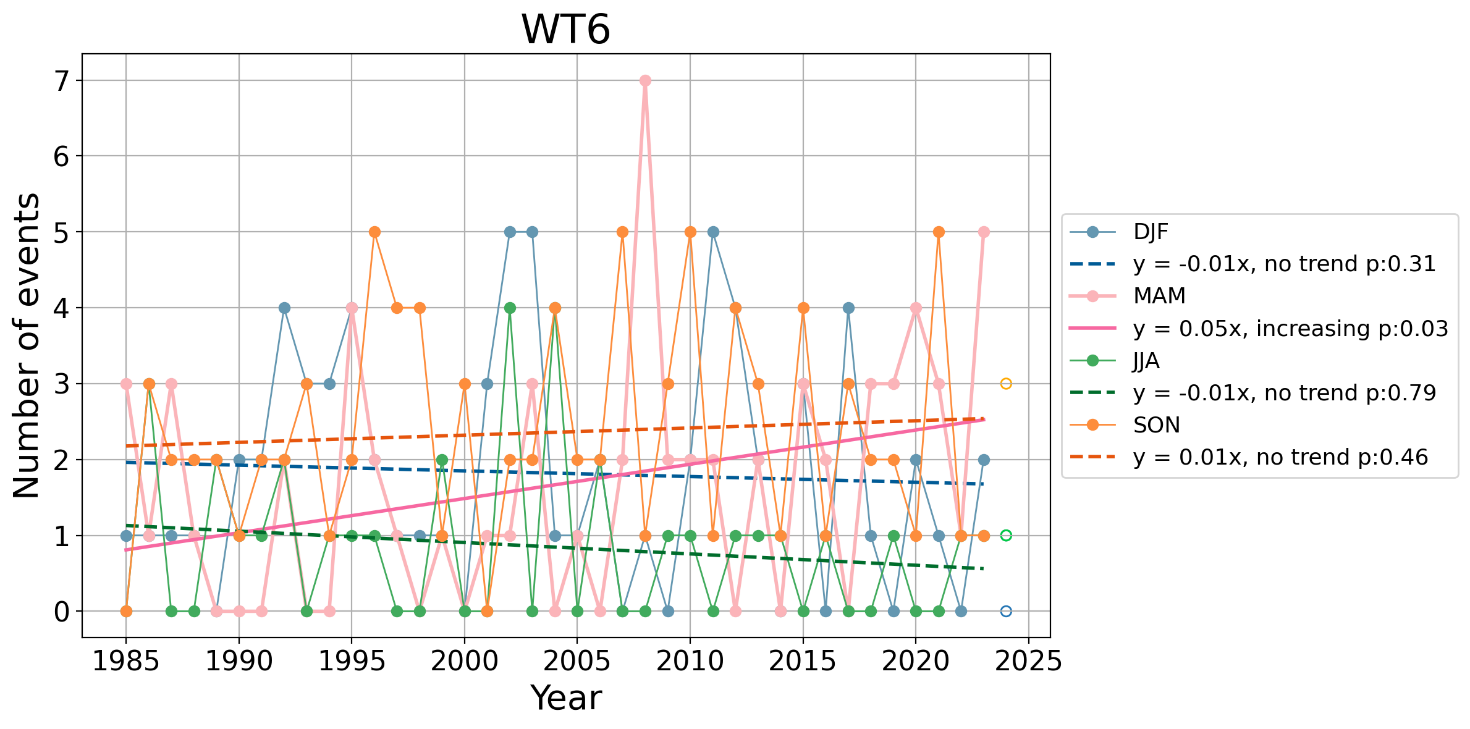 WT6
Number of events
7
6
5
4
3
2
1
0
1985 1990 1995 2000 2005 2010 2015 2020 2025
Year
DJF
y = -0.01x, no trend p:0.31
MAM
y = 0.05x, increasing p:0.03
JJA
y = -0.01x, no trend p:0.79
SON
y = 0.01x, no trend p:0.46